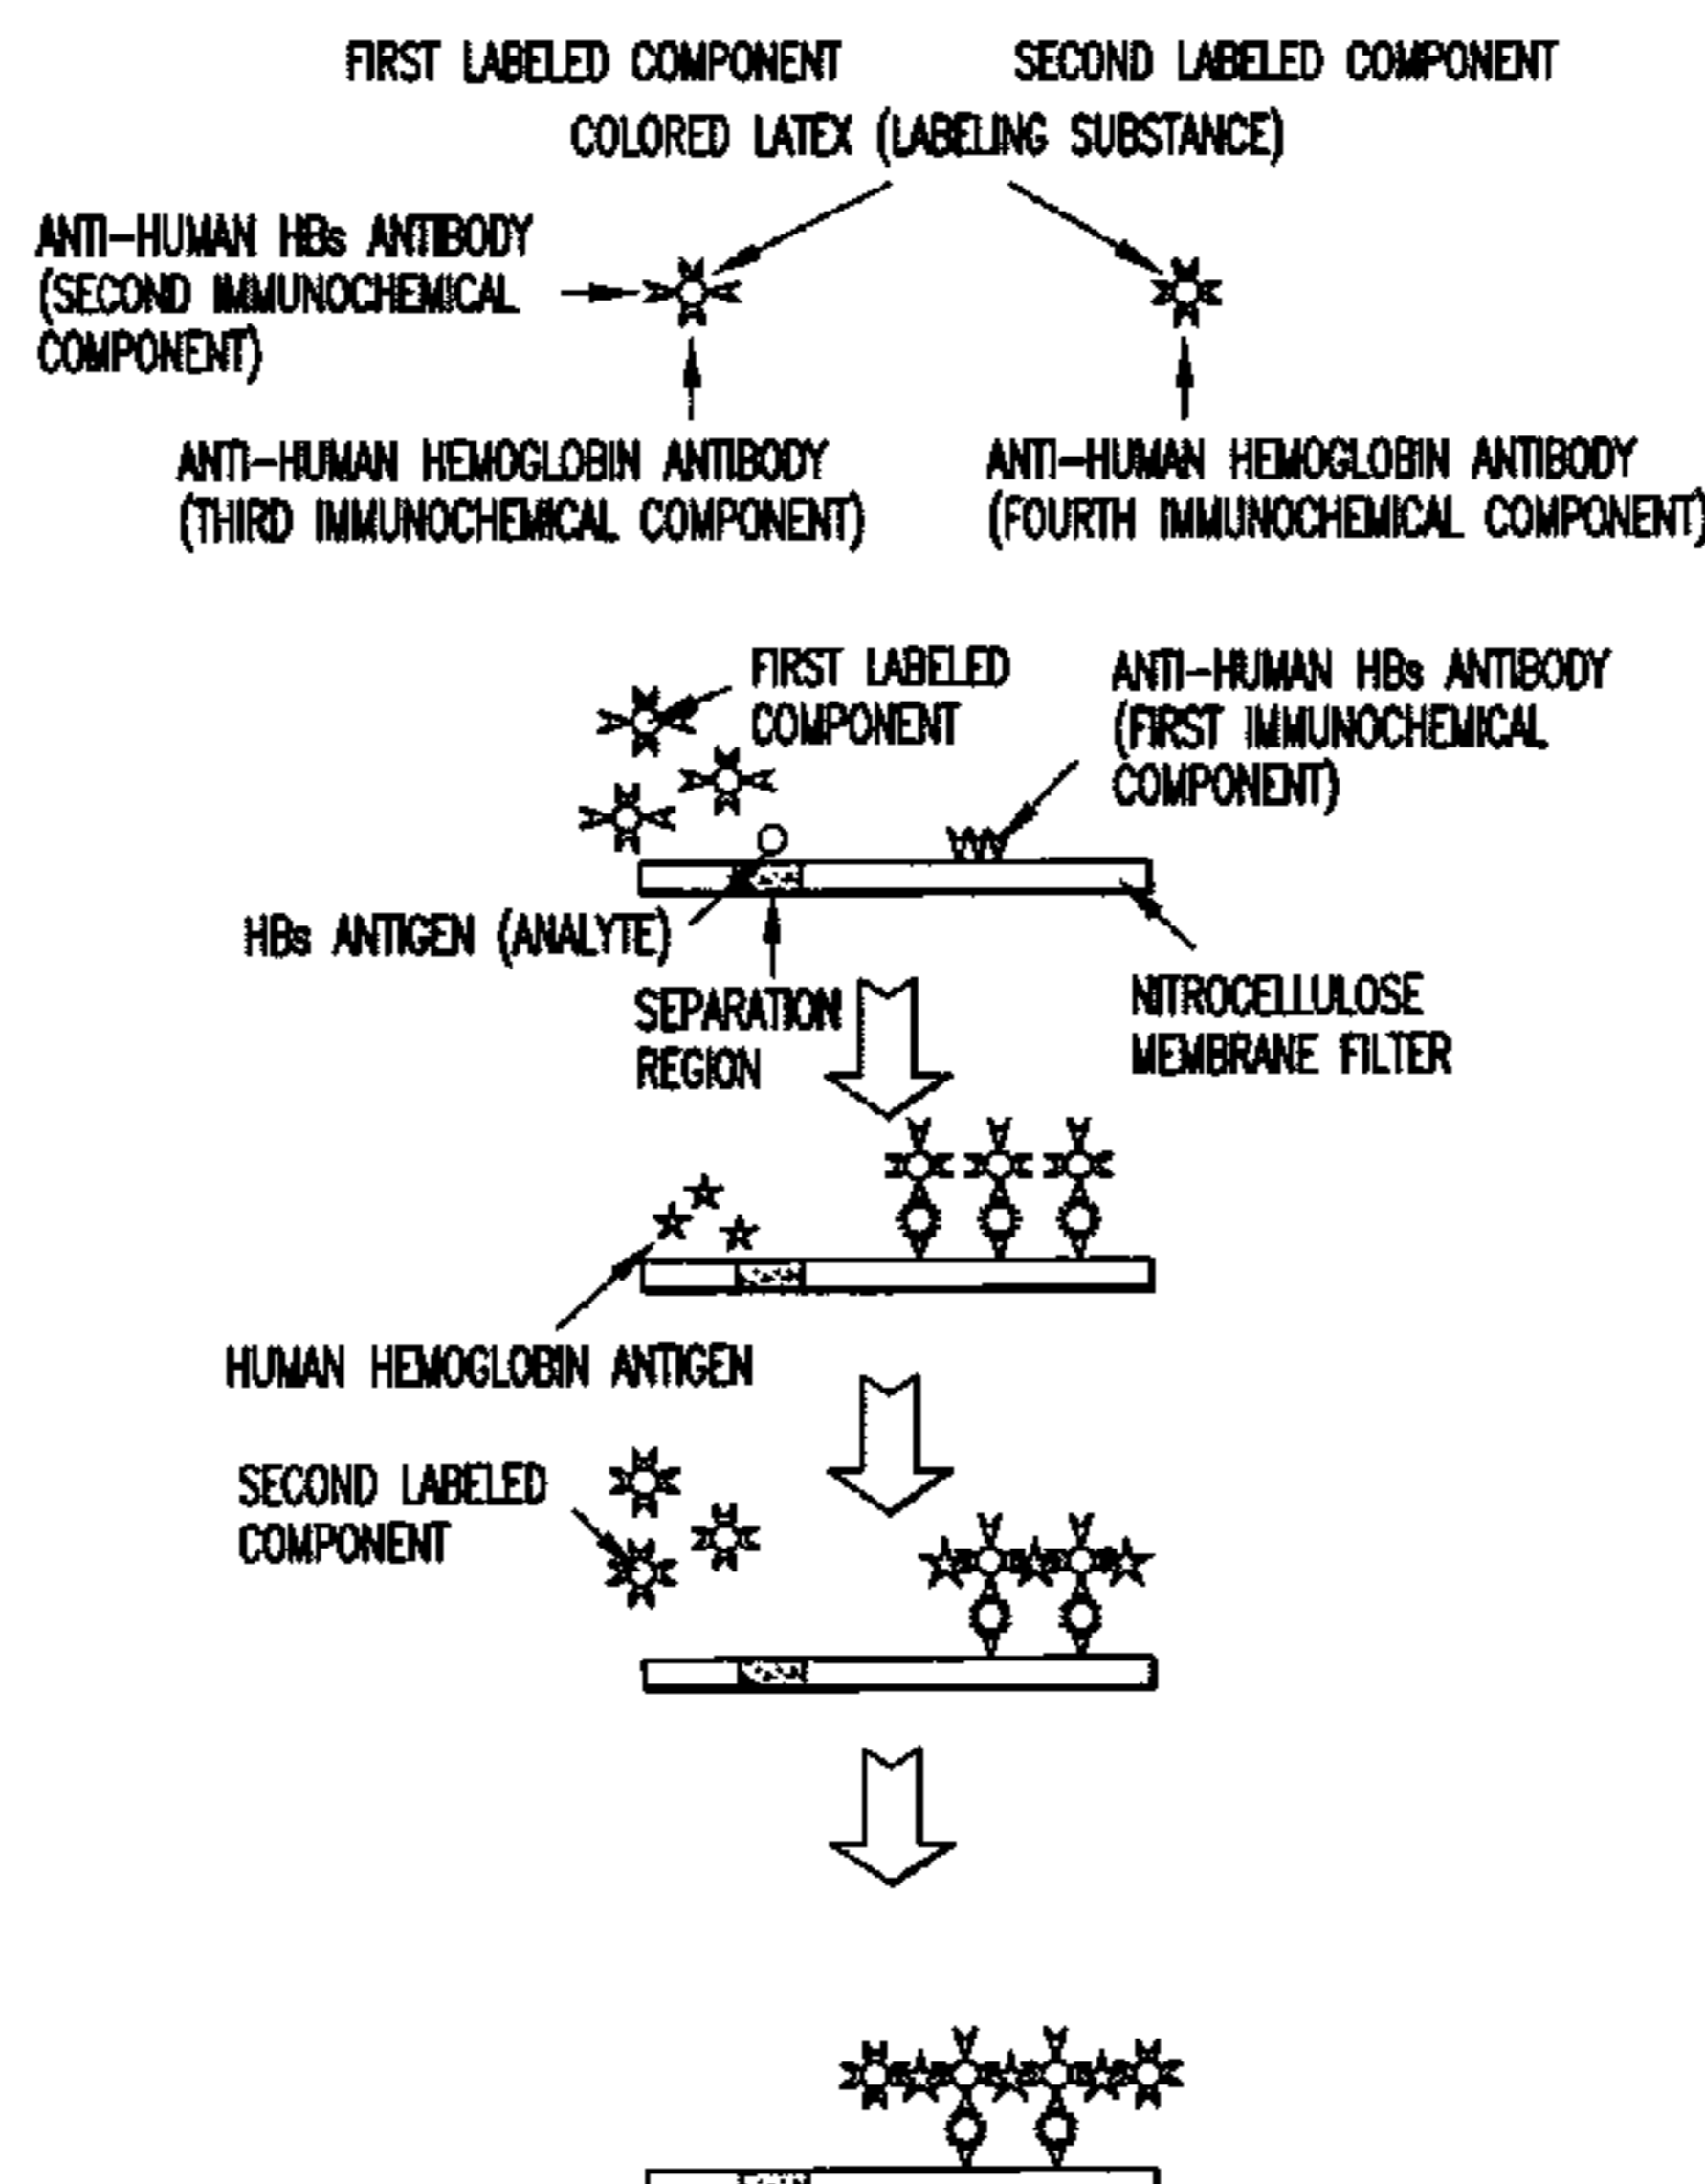 FIRST LABELED COMPONENT
SECOND LABELED COMPONENT
COLORED LATEX (LABELING SUBSTANCE)
ANTI-HUMAN HBs ANTIBODY
(SECOND IMMUNOCHEMICAL
COMPONENT)
ANTI-HUMAN HEMOGLOBIN ANTIBODY
(THIRD IMMUNOCHEMICAL COMPONENT)
ANTI-HUMAN HEMOGLOBIN ANTIBODY
(FOURTH IMMUNOCHEMICAL COMPONENT)
FIRST LABELED
COMPONENT
ANTI-HUMAN HBs ANTIBODY
(FIRST IMMUNOCHEMICAL
COMPONENT)
HBs ANTIGEN (ANALYTE)
SEPARATION
REGION
NITROCELLULOSE
MEMBRANE FILTER
HUMAN HEMOGLOBIN ANTIGEN
SECOND LABELED
COMPONENT